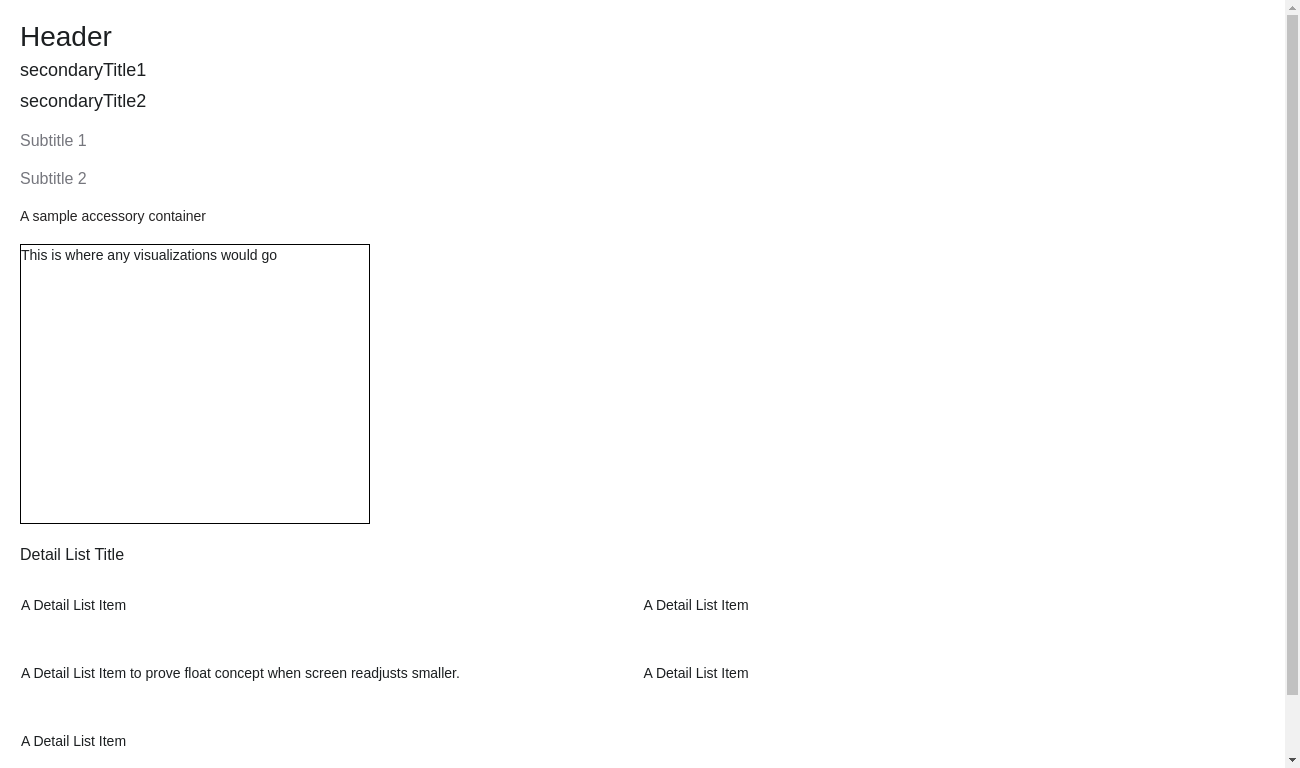 Header
secondaryTitle1
secondaryTitle2
Subtitle 1
Subtitle 2
A sample accessory container
This is where any visualizations would go
Detail List Title
A Detail List Item
A Detail List Item
A Detail List Item to prove float concept when screen readjusts smaller.
A Detail List Item
A Detail List Item